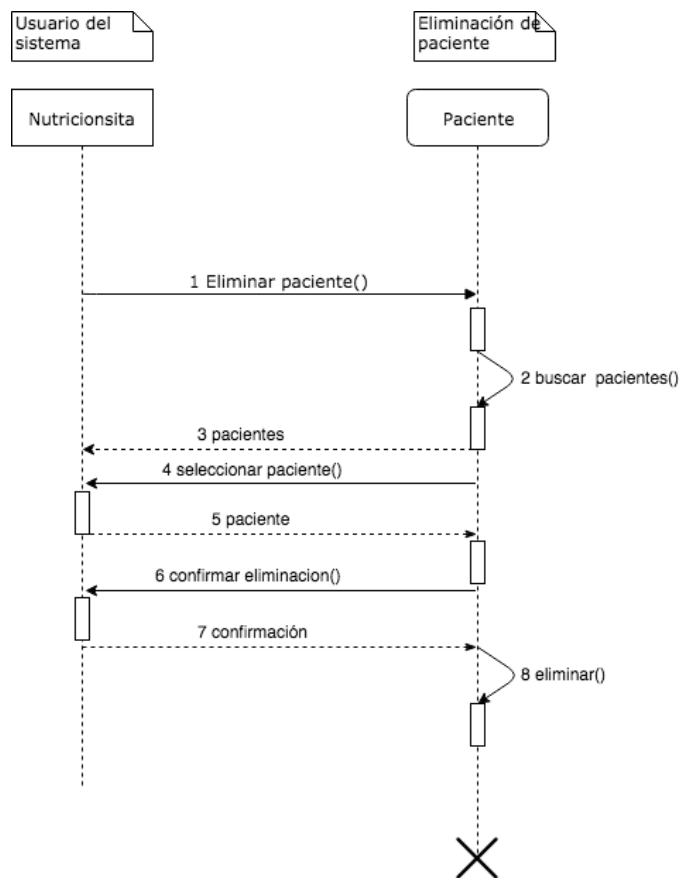 Usuario del
sistema
Eliminación de
paciente
Nutricionsita
Paciente
1 Eliminar paciente()
2 buscar pacientes()
3 pacientes
4 seleccionar paciente()
5 paciente
6 confirmar eliminacion()
7 confirmación
8 eliminar()